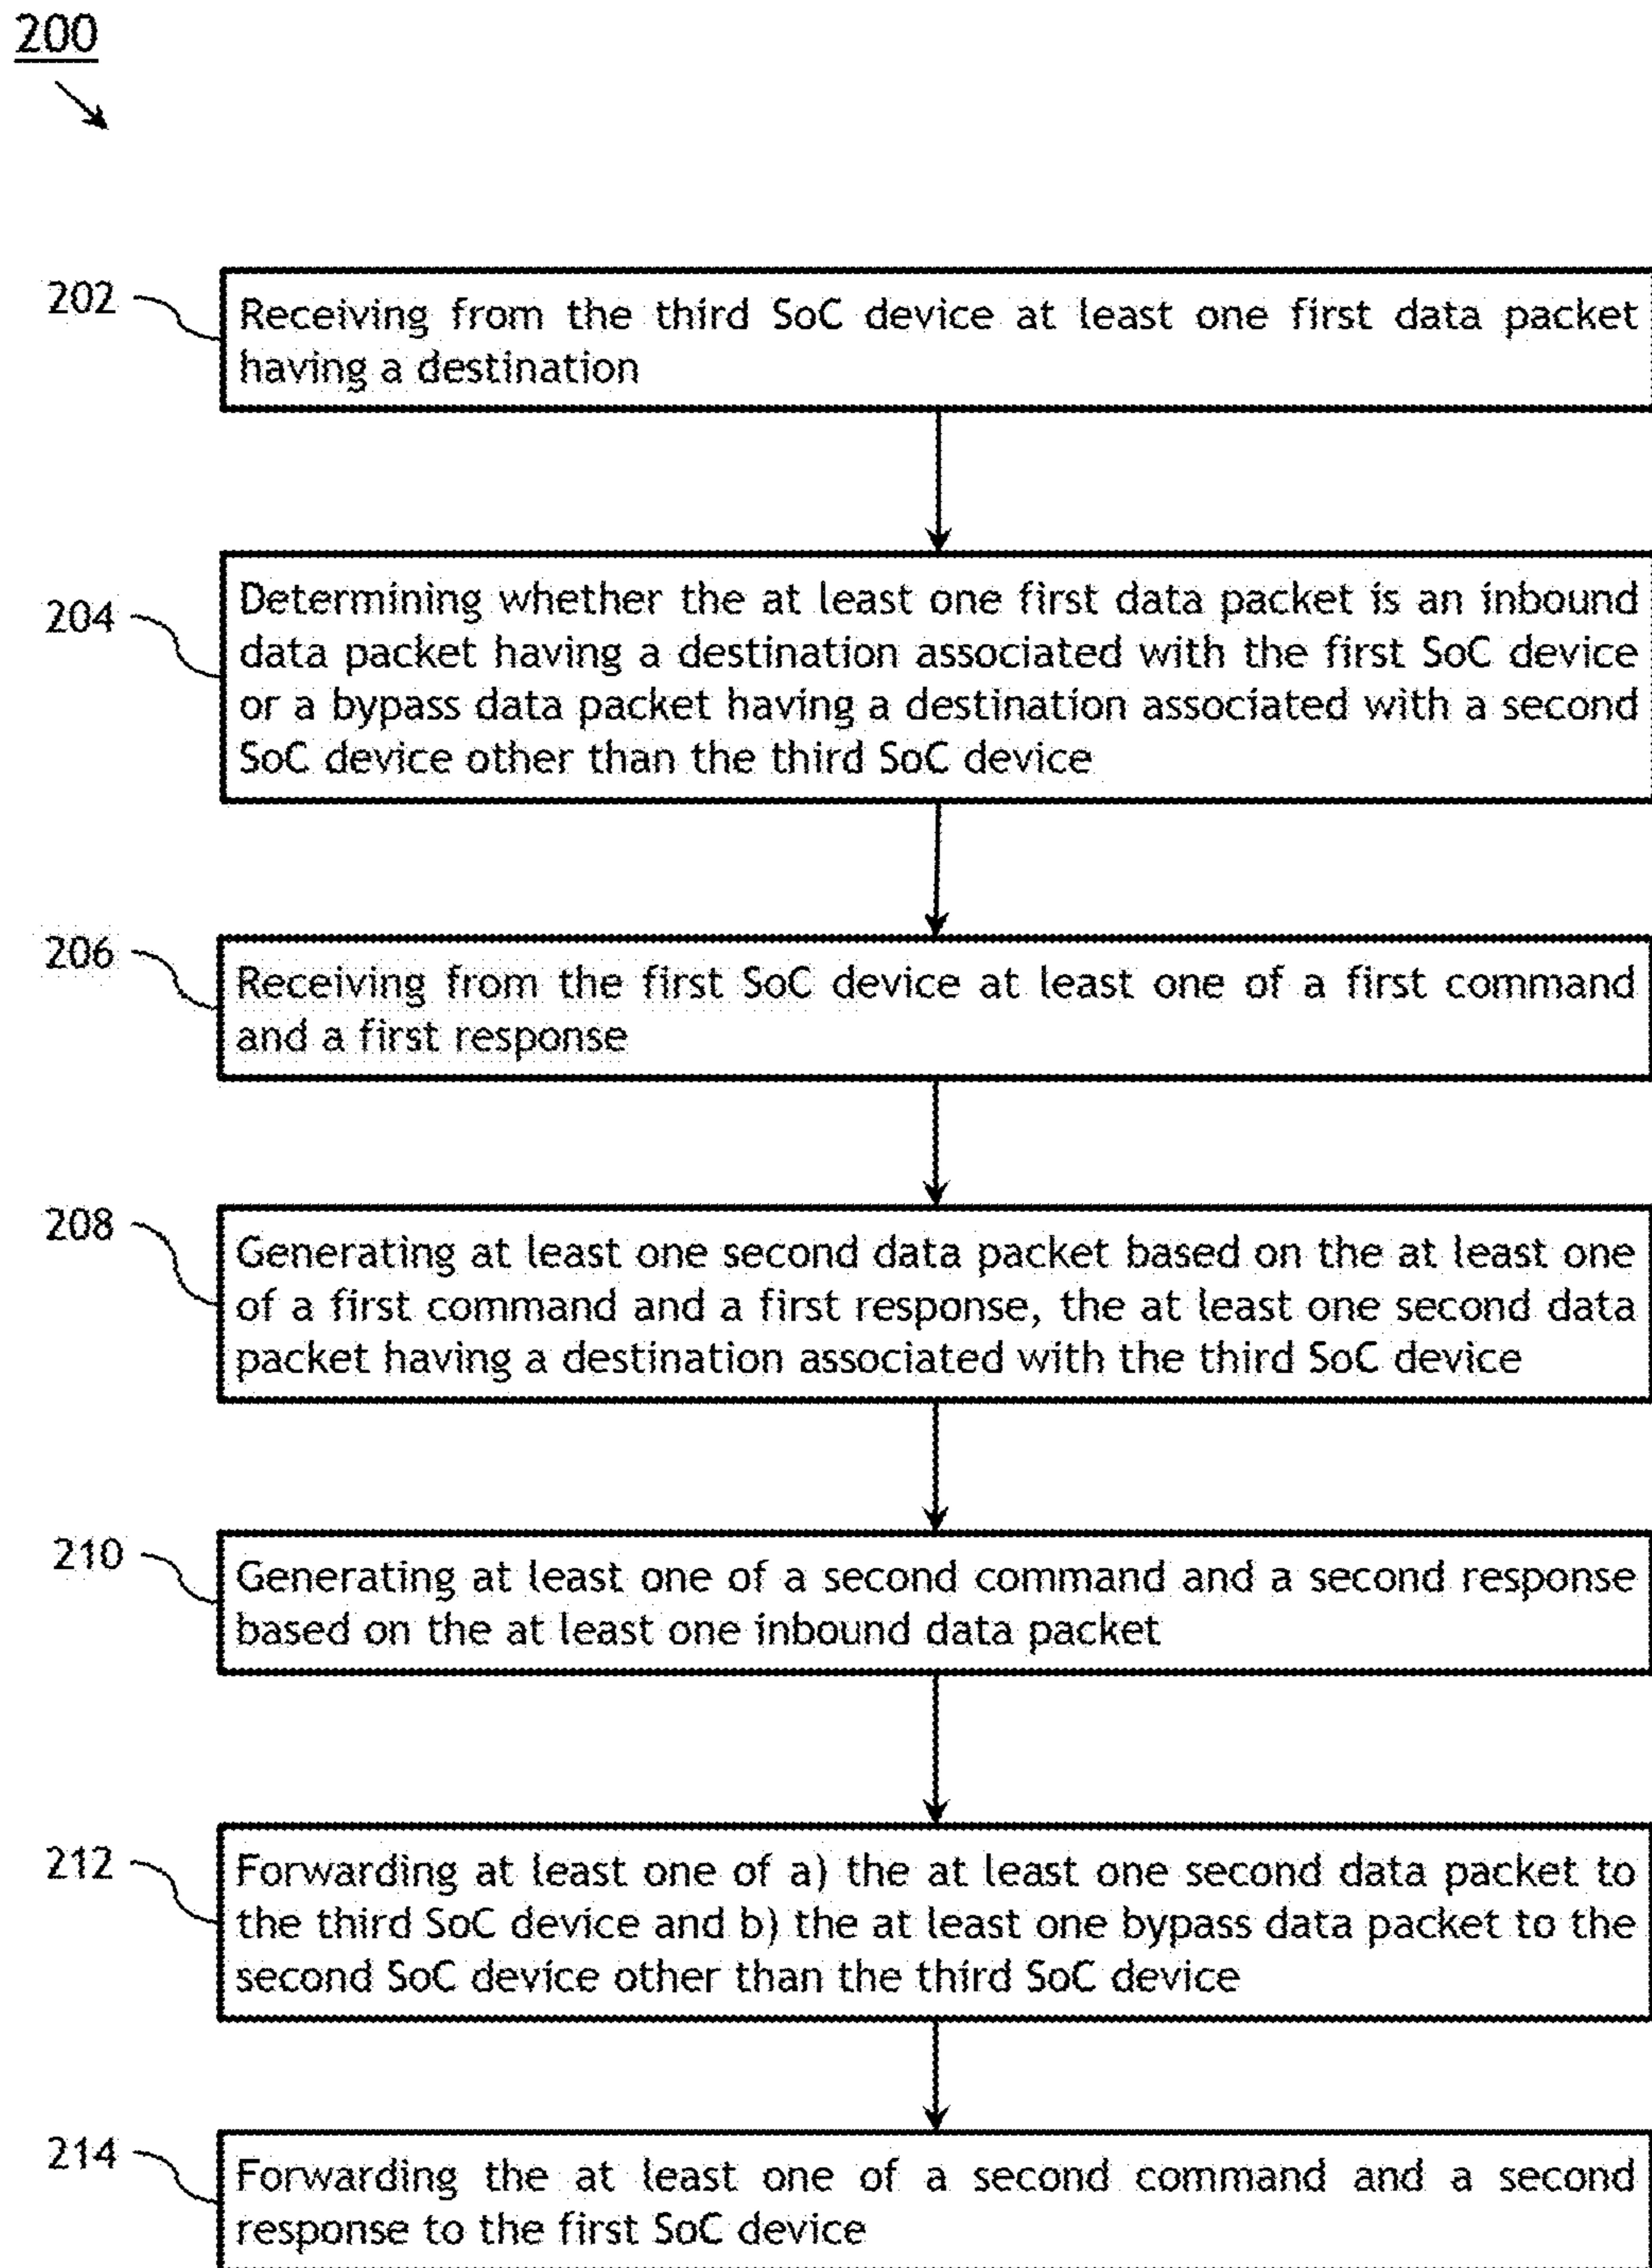 200
202
Receiving from the third SoC device at least one first data packet
having a destination
204
Determining whether the at least one first data packet is an inbound
data packet having a destination associated with the first SoC device
or a bypass data packet having a destination associated with a second
SoC device other than the third SoC device
206
Receiving from the first SoC device at least one of a first command
and a first response
208
Generating at least one second data packet based on the at least one
of a first command and a first response, the at least one second data
packet having a destination associated with the third SoC device
210
Generating at least one of a second command and a second response
based on the at least one inbound data packet
212
Forwarding at least one of a) the at least one second data packet to
the third SoC device and b) the at least one bypass data packet to the
second SoC device other than the third SoC device
214
Forwarding the at least one of a second command and a second
response to the first SoC device